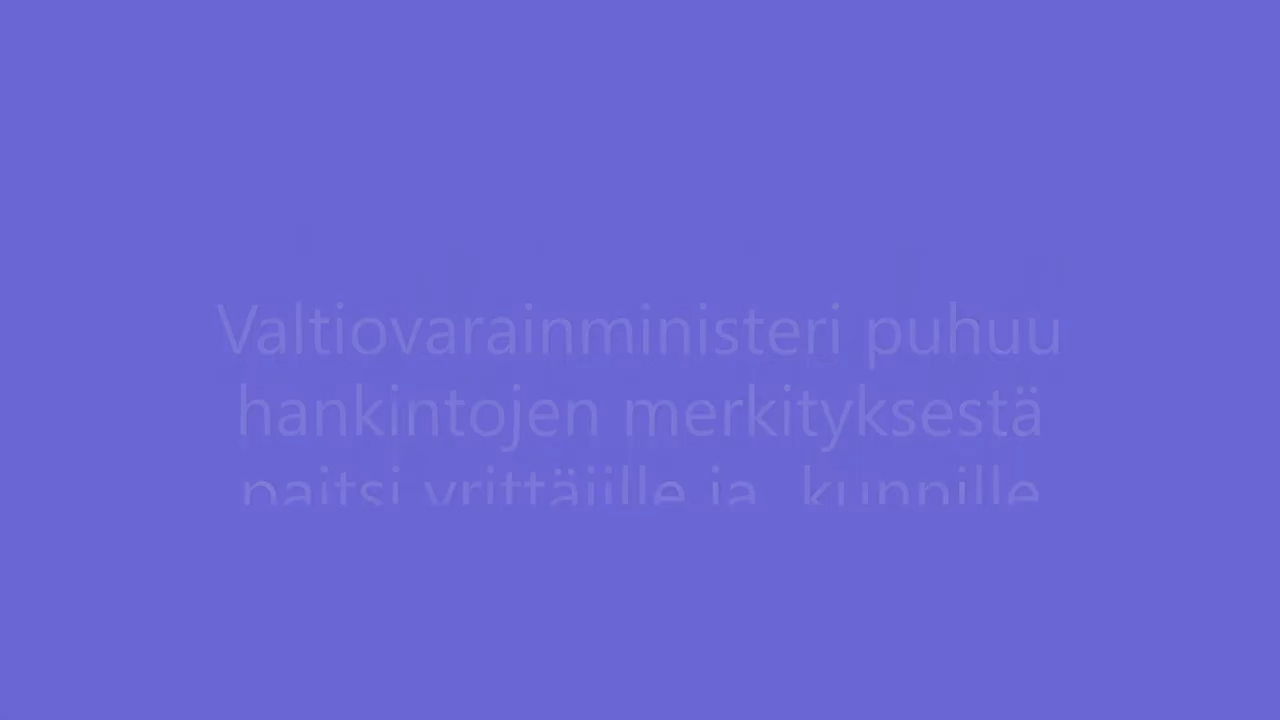 Valtiovarainministeri puhuu
hankintojen merkityksestä
paitsi yrittäjille ja kunnille